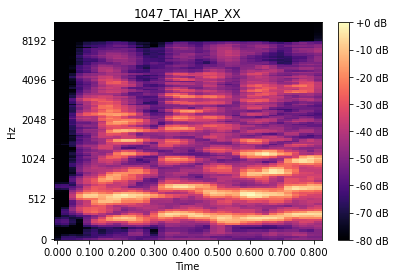 1047_TAI_HAP_XX
+0 dB
8192
-10 dB
4096
-20 dB
-30 dB
2048
Hz
-40 dB
1024
-50 dB
512
-60 dB
-70 dB
0
-80 dB
0.000 0.100 0.200 0.300 0.400 0.500 0.600 0.700 0.800
Time